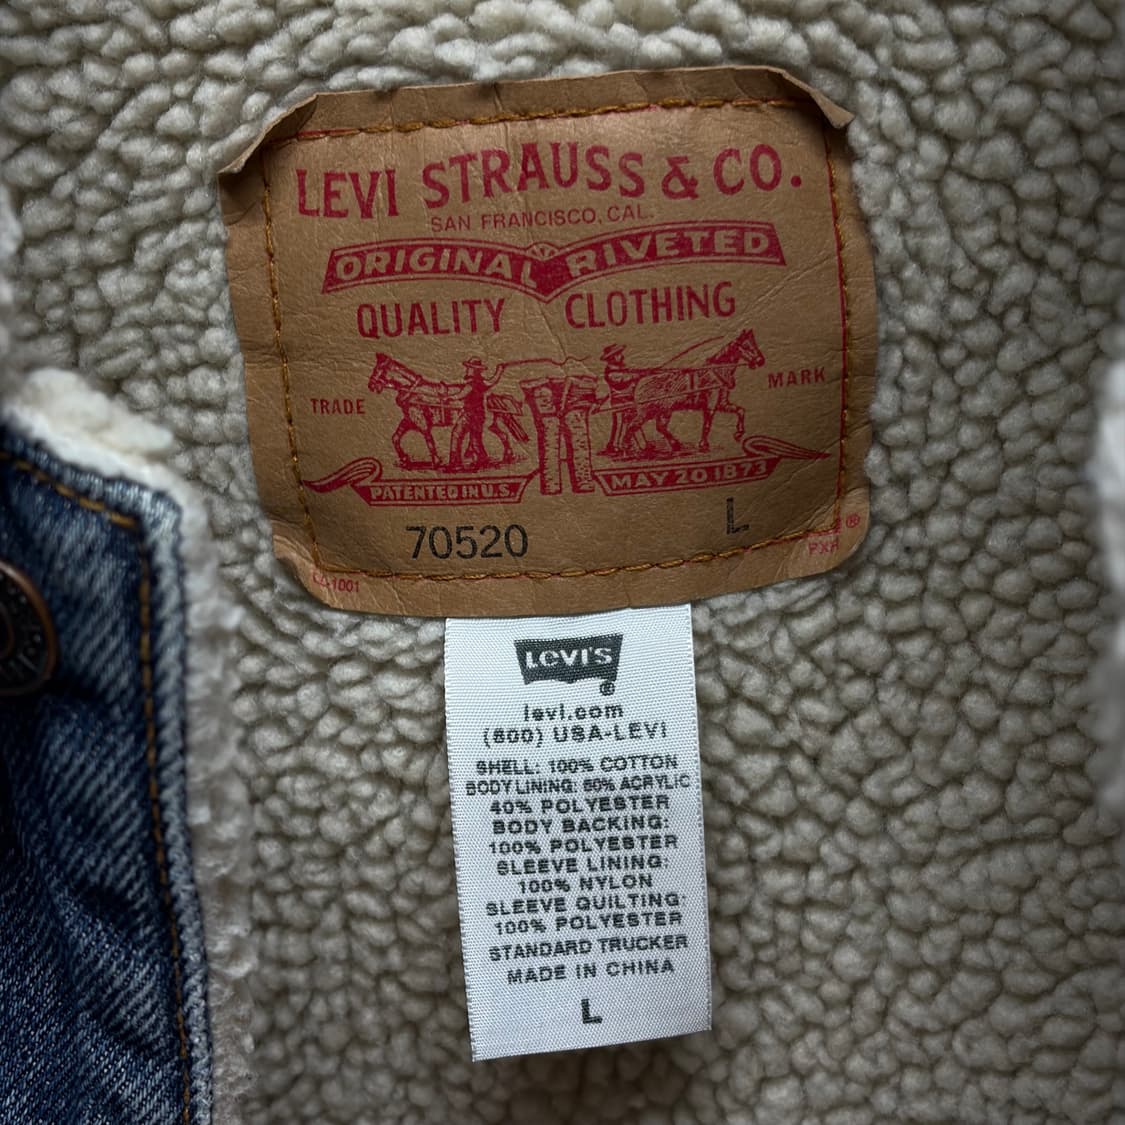 LEVI STRAUSS & CO.
SAN FRANCISCO, CAL.
ORIGINAL RIVETED
QUALITY CLOTHING
TRADE MARK
PATENTED IN U.S. MAY 20 1873
70520 L
®
PXH
CA1001
LEVI'S
®
levi.com
(800) USA-LEVI
SHELL: 100% COTTON
BODY LINING: 60% ACRYLIC
40% POLYESTER
BODY BACKING:
100% POLYESTER
SLEEVE LINING:
100% NYLON
SLEEVE QUILTING:
100% POLYESTER
STANDARD TRUCKER
MADE IN CHINA
L